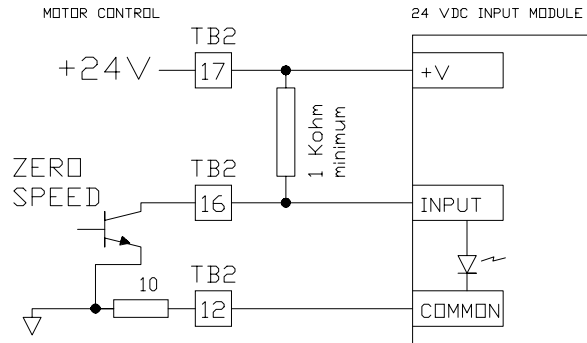 MOTOR CONTROL
24 VDC INPUT MODULE
TB2
+24V
17
+V
1 Kohm
minimum
ZERO
SPEED
TB2
16
INPUT
10
TB2
12
COMMON